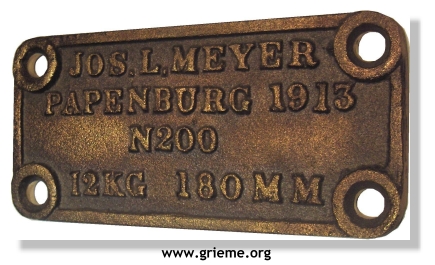 JOS. L. MEYER
PAPENBURG 1913
N200
12KG 180MM
www.grieme.org